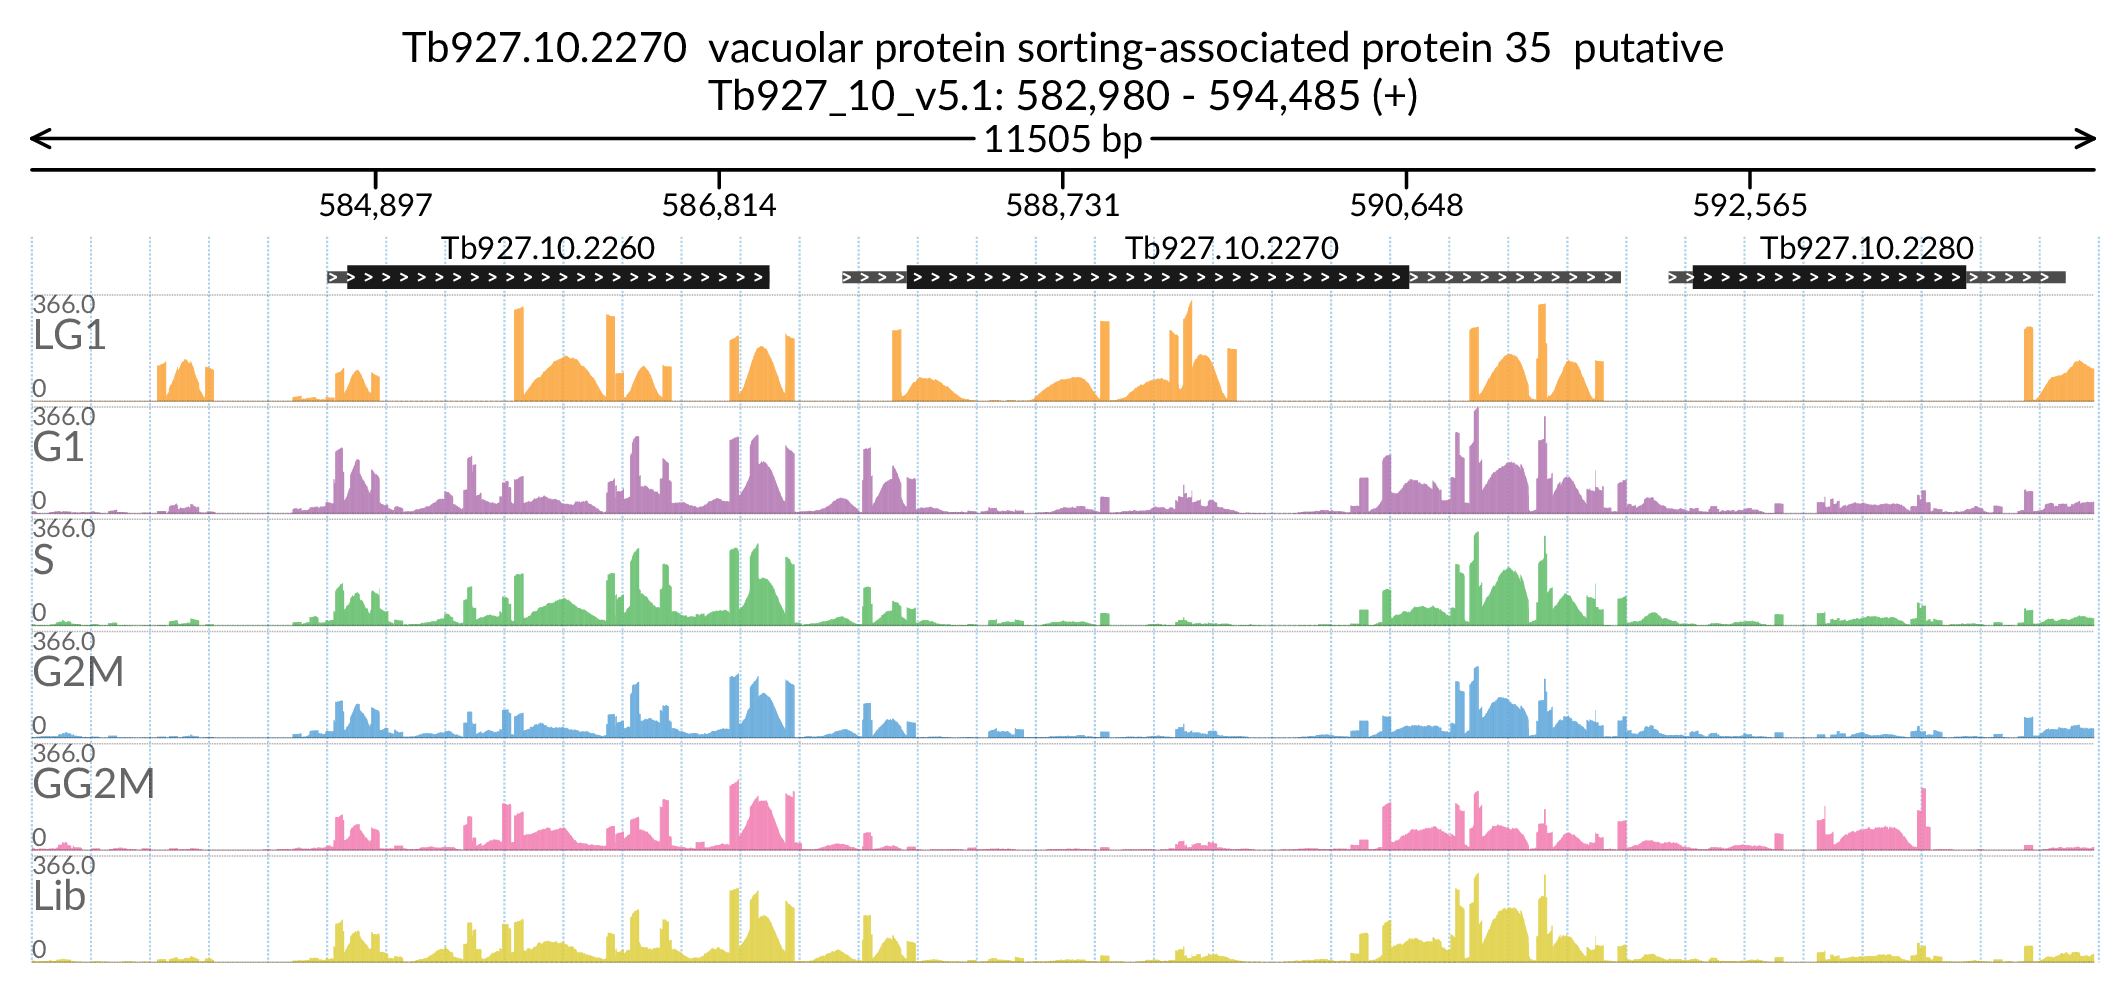 Tb927.10.2270  vacuolar protein sorting-associated protein 35  putative
Tb927_10_v5.1: 582,980 - 594,485 (+)
11505 bp
584,897 586,814 588,731 590,648 592,565
Tb927.10.2260 Tb927.10.2270 Tb927.10.2280
366.0
LG1
0
366.0
G1
0
366.0
S
0
366.0
G2M
0
366.0
GG2M
0
366.0
Lib
0